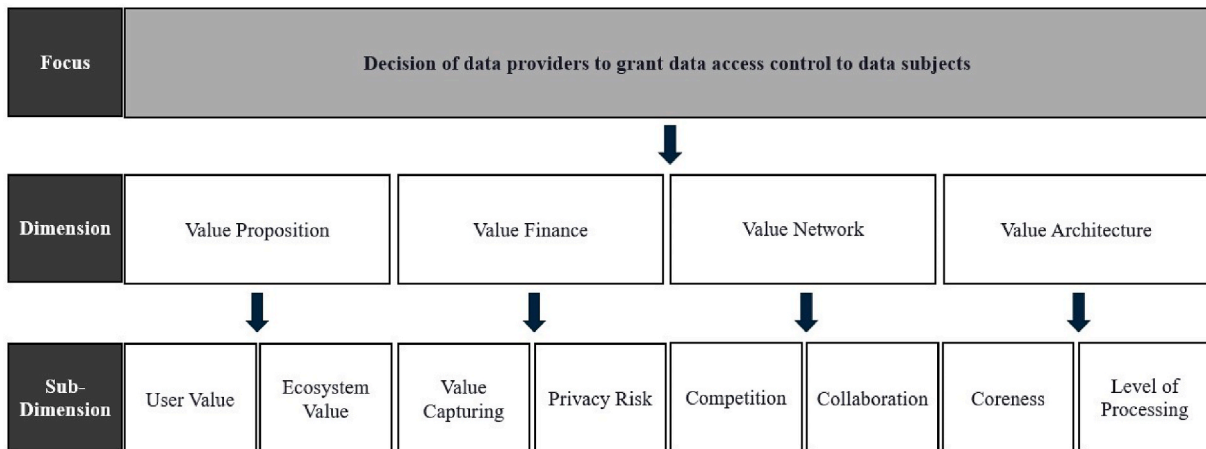 Focus
Decision of data providers to grant data access control to data subjects
Dimension
Value Proposition
Value Finance
Value Network
Value Architecture
Sub-
Dimension
User Value
Ecosystem
Value
Value
Capturing
Privacy Risk
Competition
Collaboration
Coreness
Level of
Processing